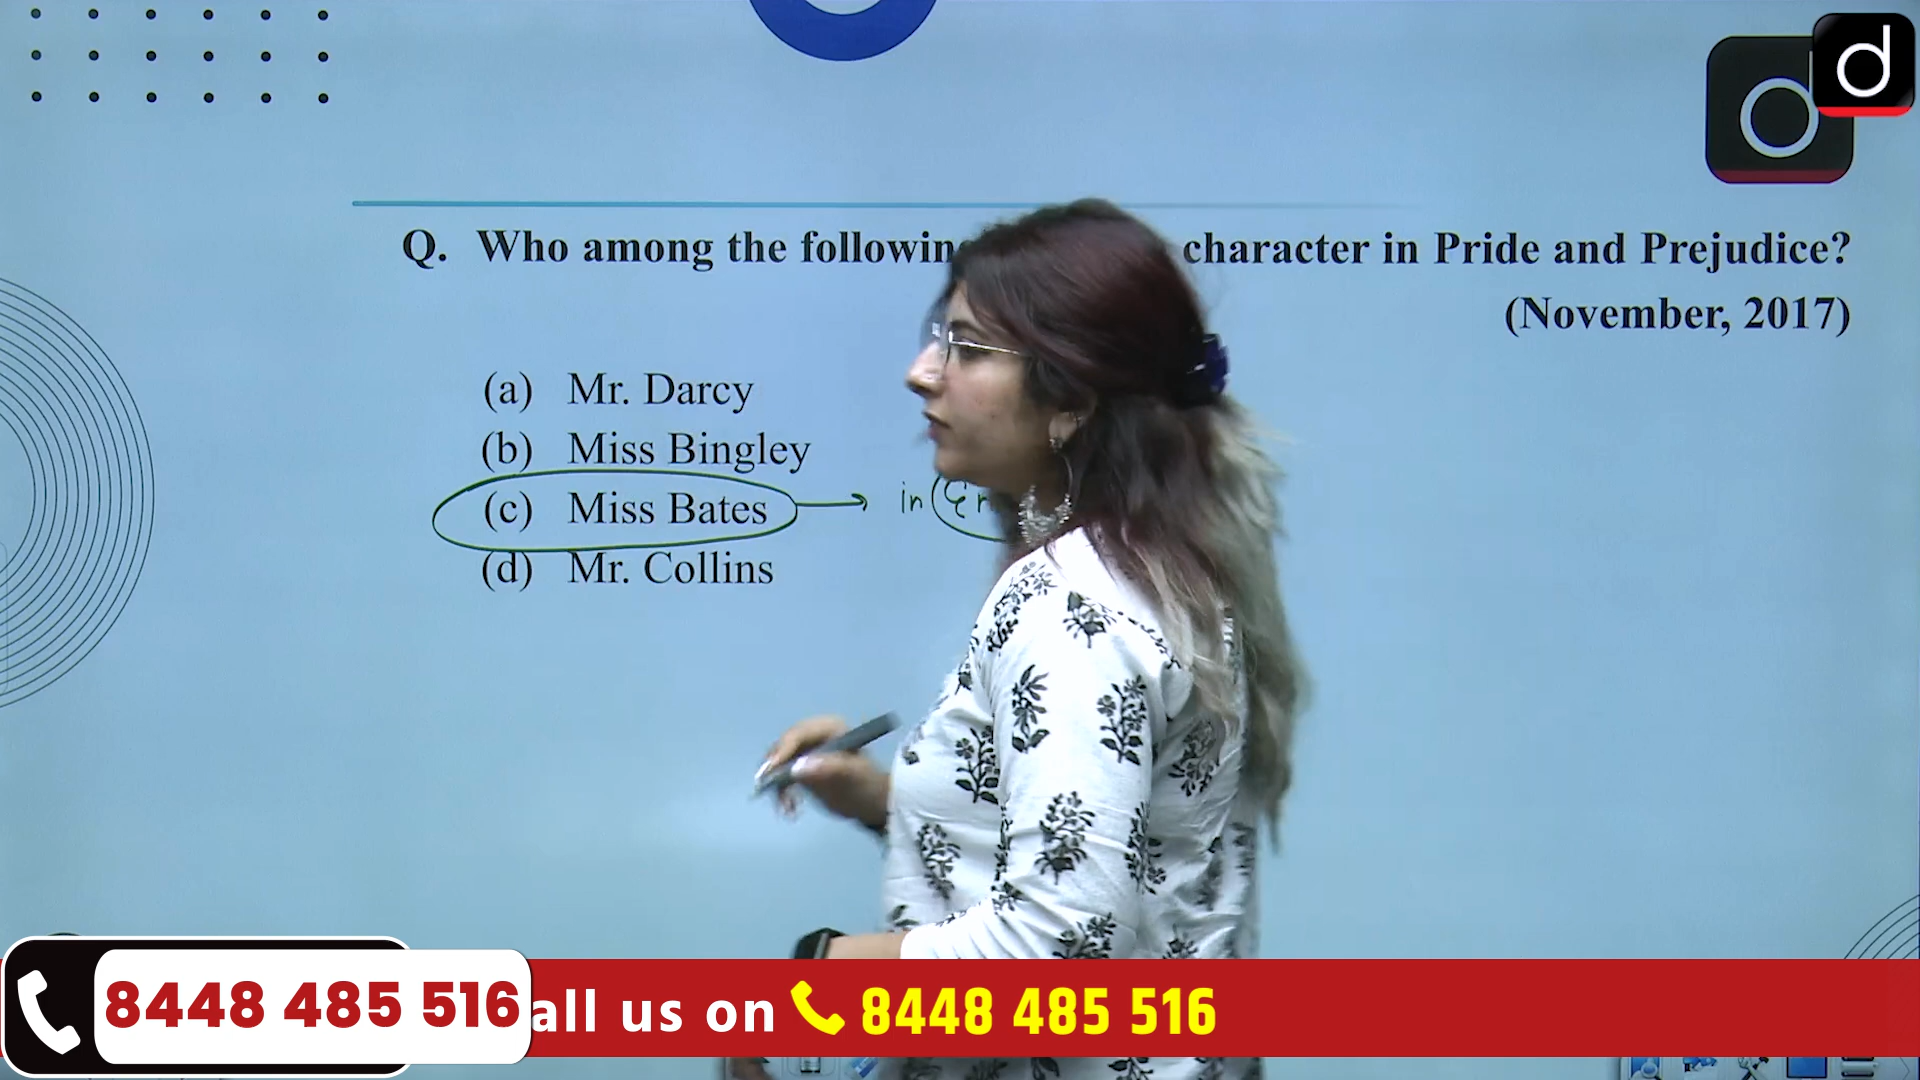 d
Q. Who among the following character in Pride and Prejudice?
(November, 2017)
(a) Mr. Darcy
(b) Miss Bingley
(c) Miss Bates → in
(d) Mr. Collins
8448 485 516
all us on 8448 485 516